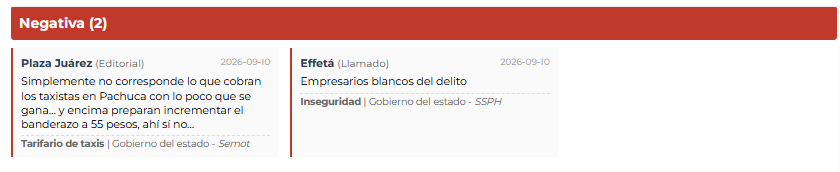 Negativa (2)
Plaza Juárez (Editorial) 2026-09-10
Simplemente no corresponde lo que cobran
los taxistas en Pachuca con lo poco que se
gana... y encima preparan incrementar el
banderazo a 55 pesos, ahí sí no...
Tarifario de taxis | Gobierno del estado - Semot
Effetá (Llamado) 2026-09-10
Empresarios blancos del delito
Inseguridad | Gobierno del estado - SSPH